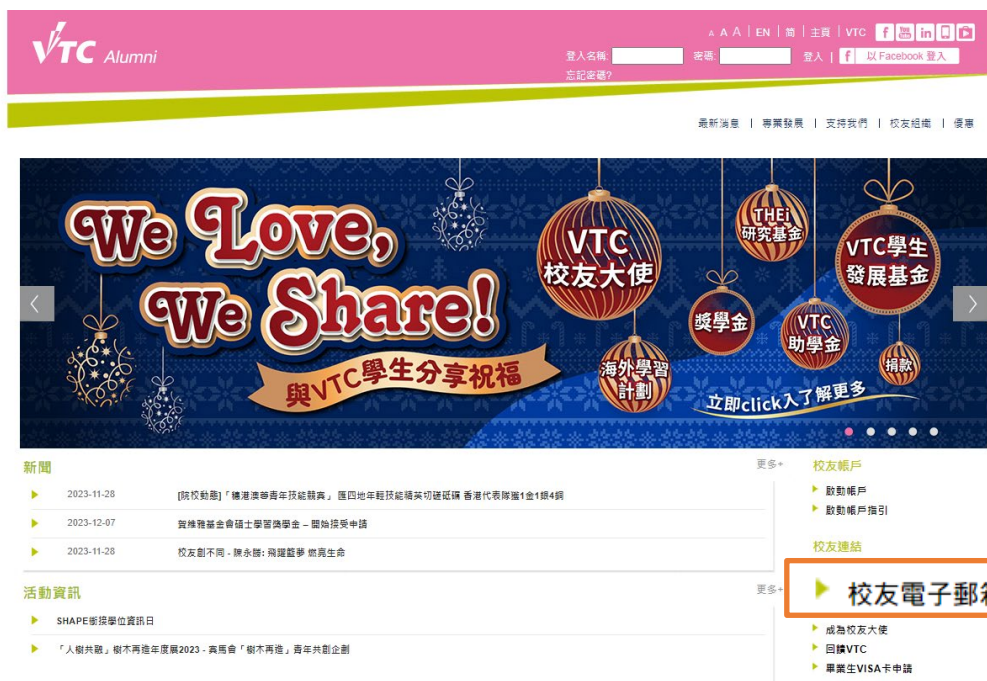 VTC Alumni
A A A | EN | 简 | 主頁 | VTC
登入名稱: 密碼: 登入 | f 以 Facebook 登入
忘記密碼?
最新消息 | 專業發展 | 支持我們 | 校友組織 | 優惠
We Love,
We Share!
與VTC學生分享祝福
VTC
校友大使
THEi
研究基金
VTC學生
發展基金
獎學金
VTC
助學金
海外學習
計劃
捐款
立即click入了解更多
新聞
更多+
2023-11-28 [院校動態]「穗港澳蓉青年技能競賽」 匯四地年輕技能精英切磋砥礪 香港代表隊獲1金1銀4銅
2023-12-07 賀維雅基金會碩士學習獎學金 – 開始接受申請
2023-11-28 校友創不同 - 陳永勝: 飛躍藍夢 燃亮生命
活動資訊
更多+
SHAPE銜接學位資訊日
「人樹共融」樹木再造年度展2023 - 賽馬會「樹木再造」青年共創企劃
校友帳戶
啟動帳戶
啟動帳戶指引
校友連結
校友電子郵
成為校友大使
回饋VTC
畢業生VISA卡申請